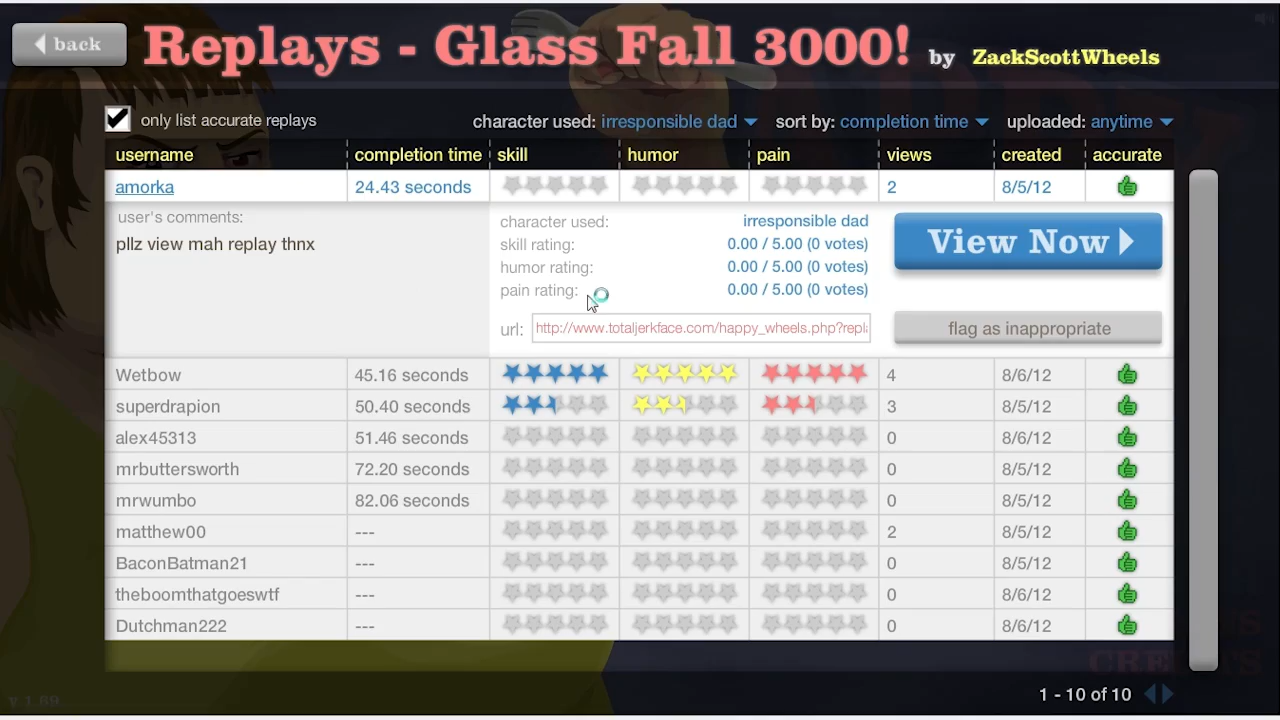 back
Replays - Glass Fall 3000! by ZackScottWheels
only list accurate replays character used: irresponsible dad sort by: completion time uploaded: anytime
username completion time skill humor pain views created accurate
amorka 24.43 seconds 2 8/5/12
user's comments:
pllz view mah replay thnx
character used: irresponsible dad
skill rating: 0.00 / 5.00 (0 votes)
humor rating: 0.00 / 5.00 (0 votes)
pain rating: 0.00 / 5.00 (0 votes)
View Now
url: http://www.totaljerkface.com/happy_wheels.php?repl
flag as inappropriate
Wetbow 45.16 seconds 4 8/6/12
superdrapion 50.40 seconds 3 8/5/12
alex45313 51.46 seconds 0 8/6/12
mrbuttersworth 72.20 seconds 0 8/5/12
mrwumbo 82.06 seconds 0 8/5/12
matthew00 --- 2 8/5/12
BaconBatman21 --- 0 8/5/12
theboomthatgoeswtf --- 0 8/6/12
Dutchman222 --- 0 8/6/12
1 - 10 of 10
v 1.69